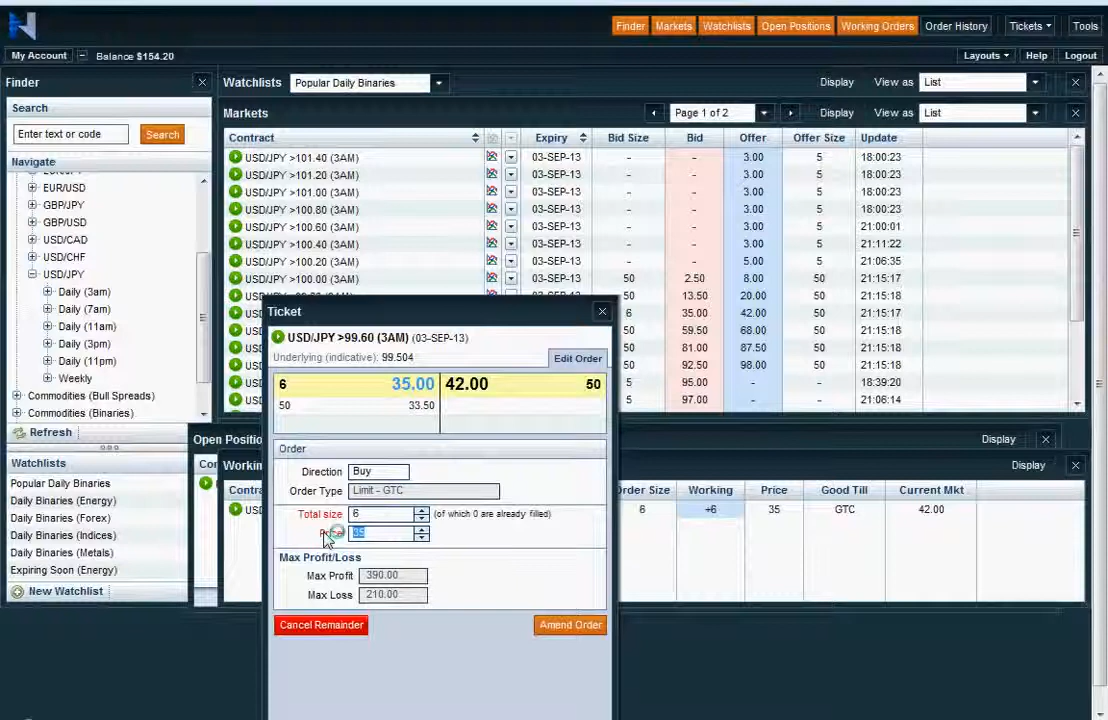 Finder Markets Watchlists Open Positions Working Orders Order History Tickets Tools
My Account Balance $154.20 Layouts Help Logout
Finder
Search
Enter text or code Search
Navigate
EUR/USD
GBP/JPY
GBP/USD
USD/CAD
USD/CHF
USD/JPY
Daily (3am)
Daily (7am)
Daily (11am)
Daily (3pm)
Daily (11pm)
Weekly
Commodities (Bull Spreads)
Commodities (Binaries)
Refresh
Watchlists
Popular Daily Binaries
Daily Binaries (Energy)
Daily Binaries (Forex)
Daily Binaries (Indices)
Daily Binaries (Metals)
Expiring Soon (Energy)
New Watchlist
Watchlists Popular Daily Binaries Display View as List
Markets Page 1 of 2 Display View as List
Contract Expiry Bid Size Bid Offer Offer Size Update
USD/JPY >101.40 (3AM) 03-SEP-13 - - 3.00 5 18:00:23
USD/JPY >101.20 (3AM) 03-SEP-13 - - 3.00 5 18:00:23
USD/JPY >101.00 (3AM) 03-SEP-13 - - 3.00 5 18:00:23
USD/JPY >100.80 (3AM) 03-SEP-13 - - 3.00 5 18:00:23
USD/JPY >100.60 (3AM) 03-SEP-13 - - 3.00 5 21:00:01
USD/JPY >100.40 (3AM) 03-SEP-13 - - 3.00 5 21:11:22
USD/JPY >100.20 (3AM) 03-SEP-13 - - 5.00 5 21:06:35
USD/JPY >100.00 (3AM) 03-SEP-13 50 2.50 8.00 50 21:15:17
50 13.50 20.00 50 21:15:18
6 35.00 42.00 50 21:15:17
50 59.50 68.00 50 21:15:18
50 81.00 87.50 50 21:15:18
50 92.50 98.00 50 21:15:18
5 95.00 - - 18:39:20
5 97.00 - - 21:06:14
Ticket
USD/JPY >99.60 (3AM) (03-SEP-13)
Underlying (indicative): 99.504 Edit Order
6 35.00 42.00 50
50 33.50
Order
Direction Buy
Order Type Limit - GTC
Total size 6 (of which 0 are already filled)
35
Max Profit/Loss
Max Profit 390.00
Max Loss 210.00
Cancel Remainder Amend Order
Open Display
Display
Order Size Working Price Good Till Current Mkt
6 +6 35 GTC 42.00